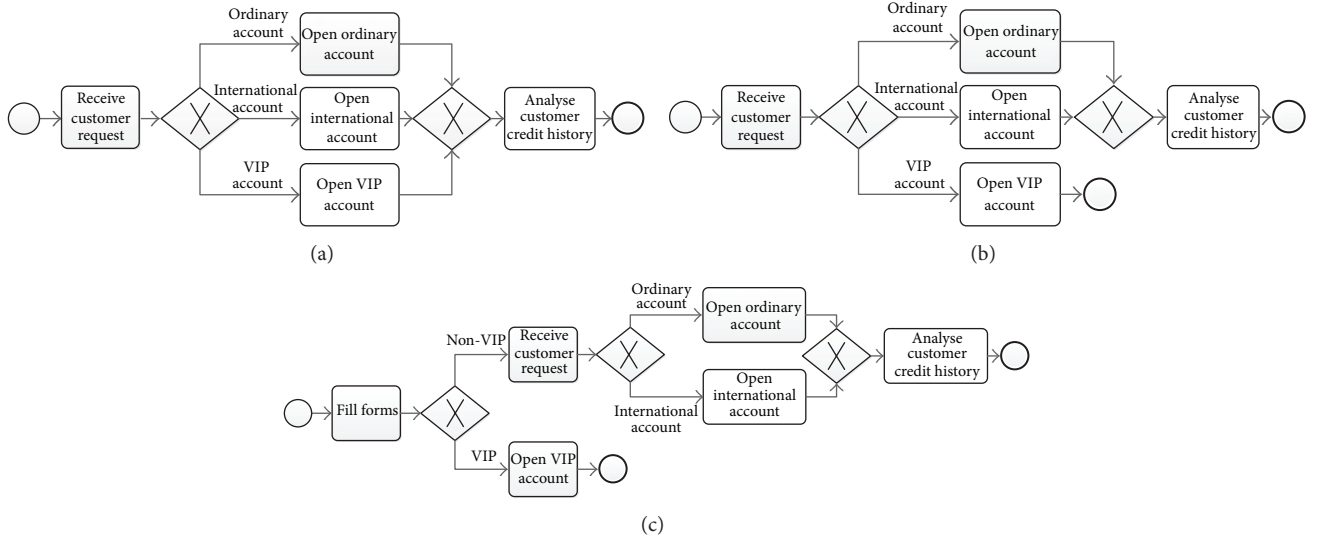 Receive
customer
request
Ordinary
account
International
account
VIP
account
Open ordinary
account
Open
international
account
Open VIP
account
Analyse
customer
credit history
(a)
Receive
customer
request
Ordinary
account
International
account
VIP
account
Open ordinary
account
Open
international
account
Open VIP
account
Analyse
customer
credit history
(b)
Fill forms
Non-VIP
VIP
Receive
customer
request
Open VIP
account
Ordinary
account
International
account
Open ordinary
account
Open
international
account
Analyse
customer
credit history
(c)